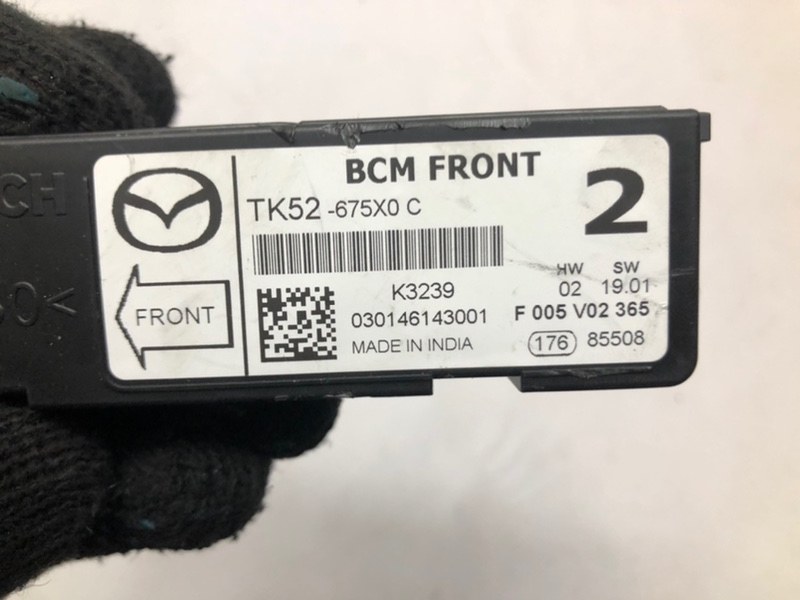 BCM FRONT
TK52 -675X0 C
2
HW SW
02 19.01
K3239
030146143001
F 005 V02 365
MADE IN INDIA
176 85508
FRONT
CH